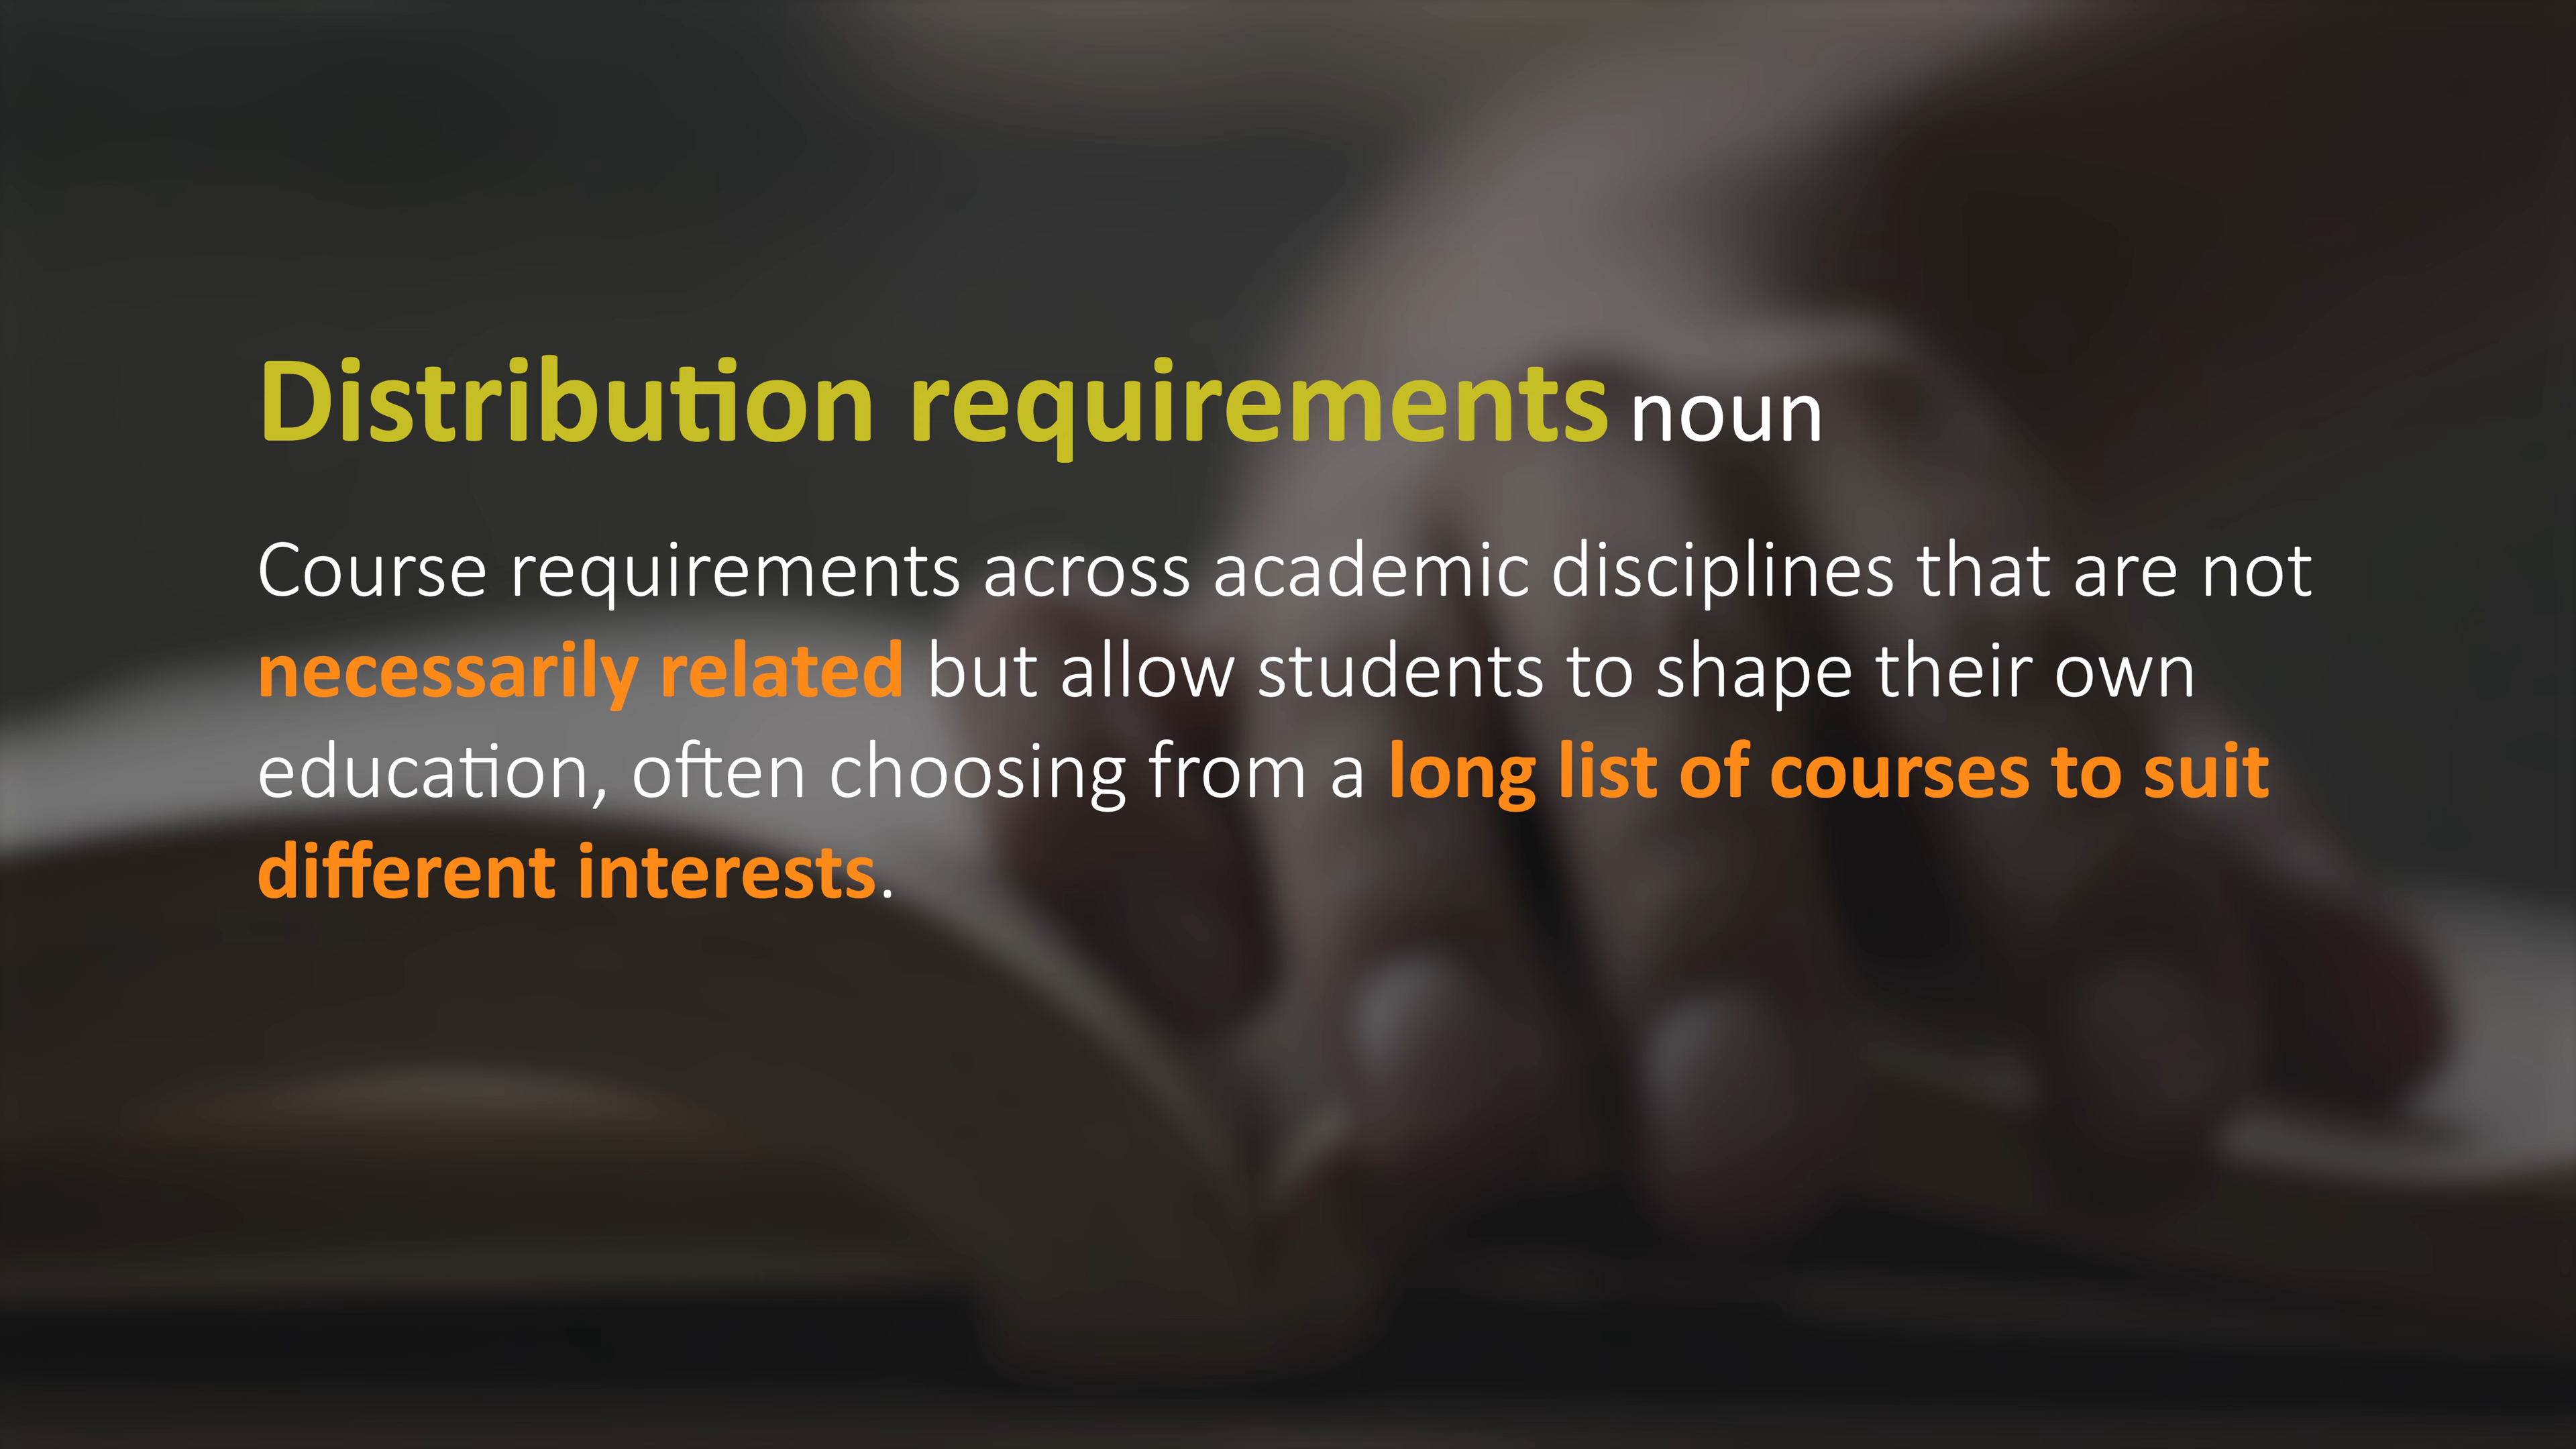 Distribution requirements noun
Course requirements across academic disciplines that are not
necessarily related but allow students to shape their own
education, often choosing from a long list of courses to suit
different interests.